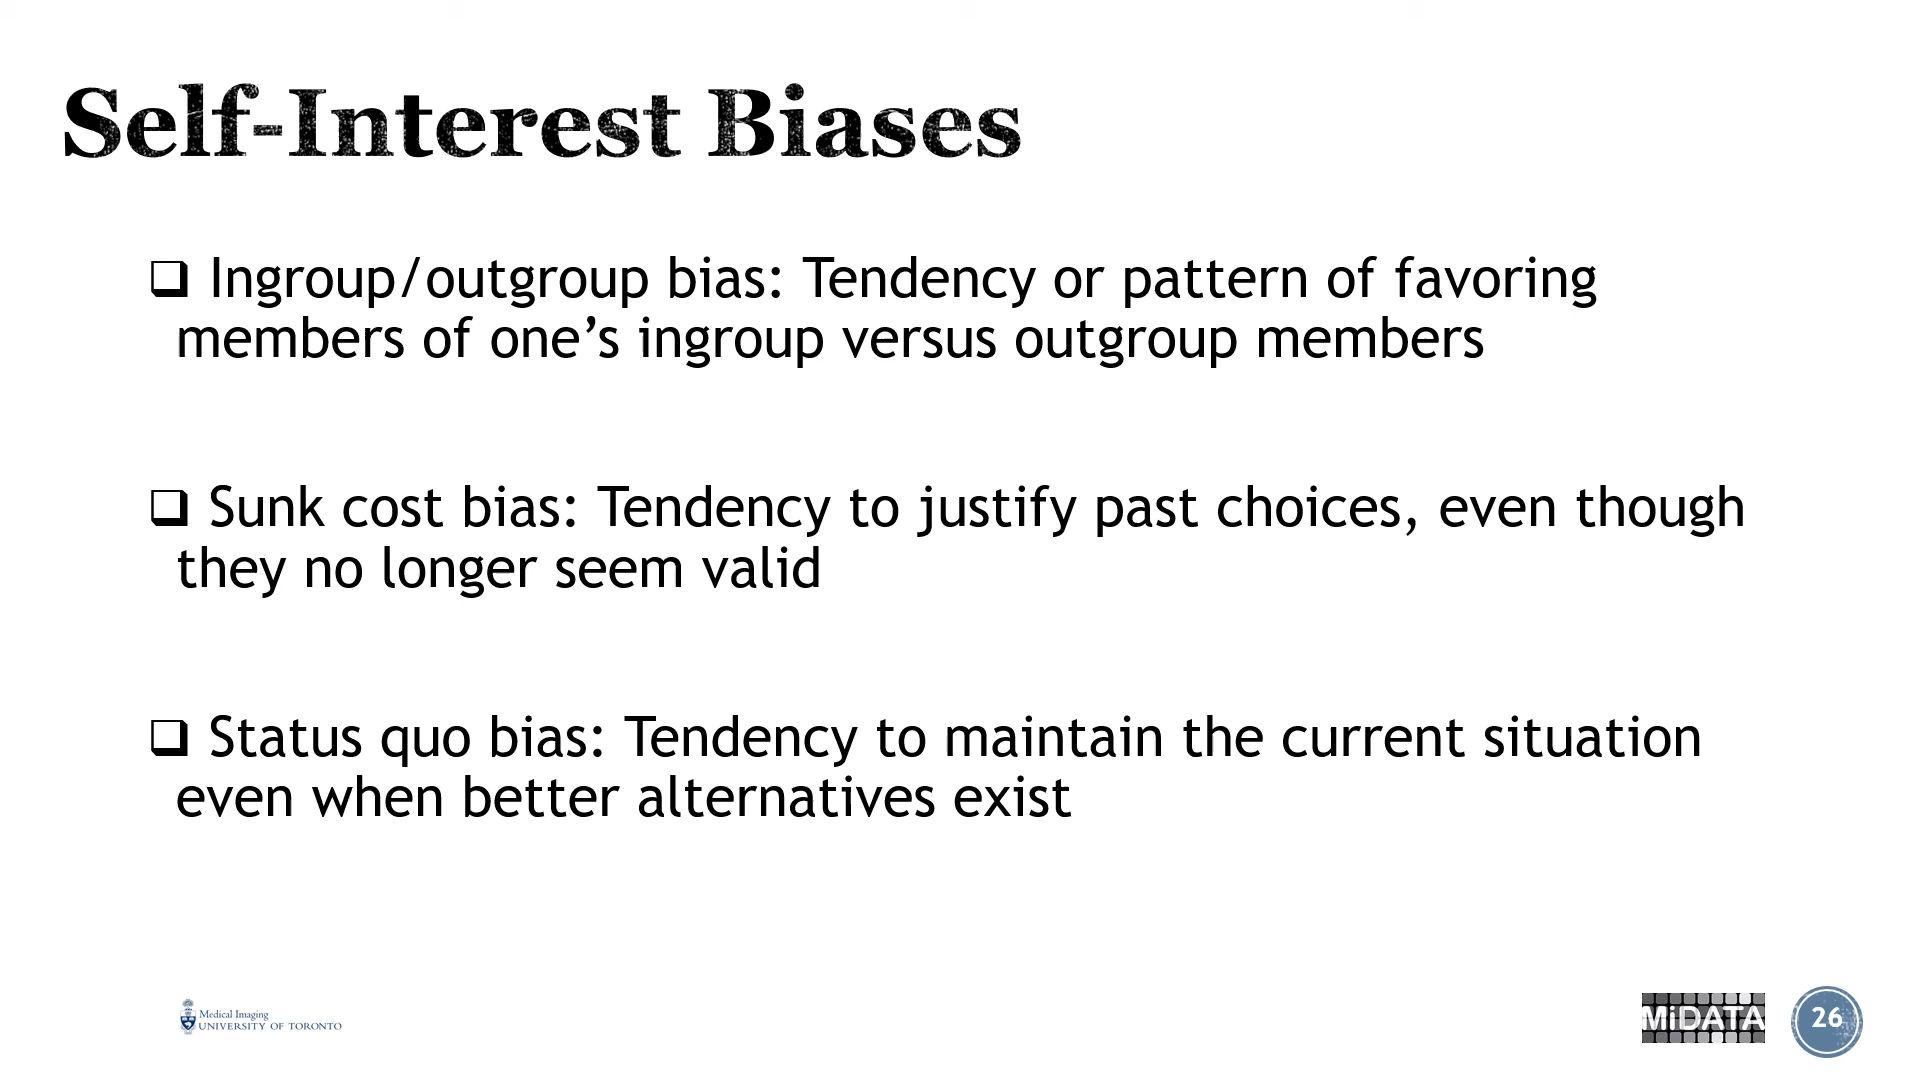 Self-Interest Biases
❑ Ingroup/outgroup bias: Tendency or pattern of favoring
members of one’s ingroup versus outgroup members
❑ Sunk cost bias: Tendency to justify past choices, even though
they no longer seem valid
❑ Status quo bias: Tendency to maintain the current situation
even when better alternatives exist
Medical Imaging
UNIVERSITY OF TORONTO
MiDATA
26